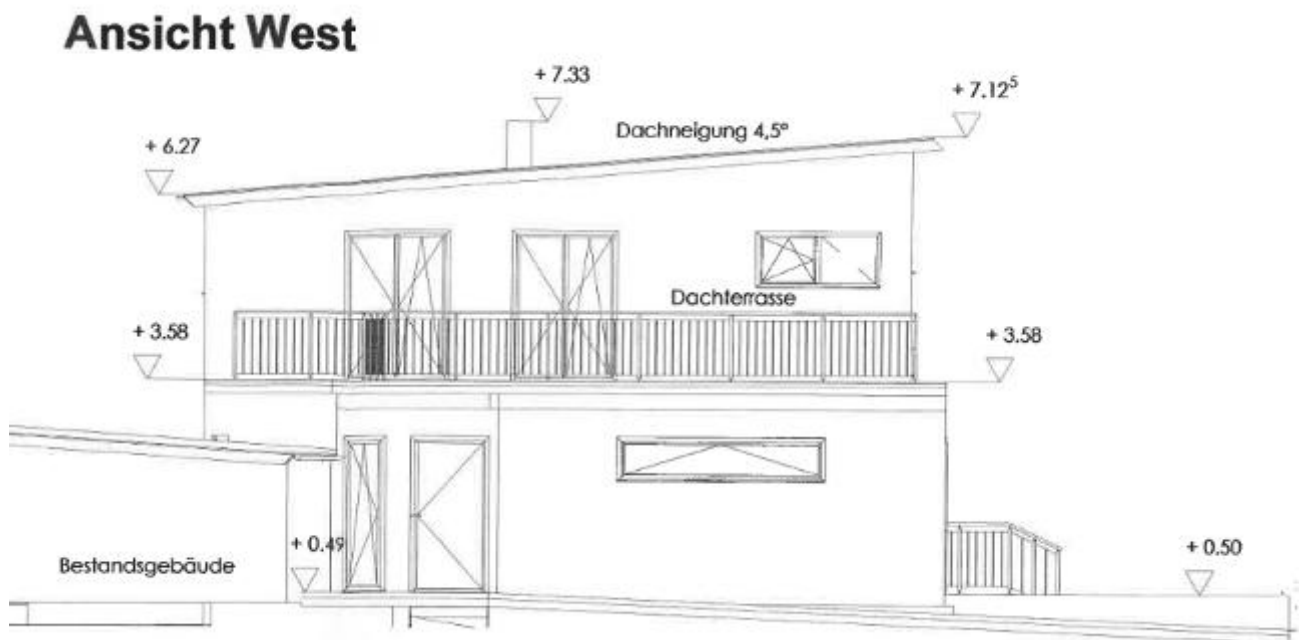 Ansicht West
+ 7.33
+ 7.12⁵
Dachneigung 4,5°
+ 6.27
Dachterrasse
+ 3.58
+ 3.58
+ 0.49
+ 0.50
Bestandsgebäude